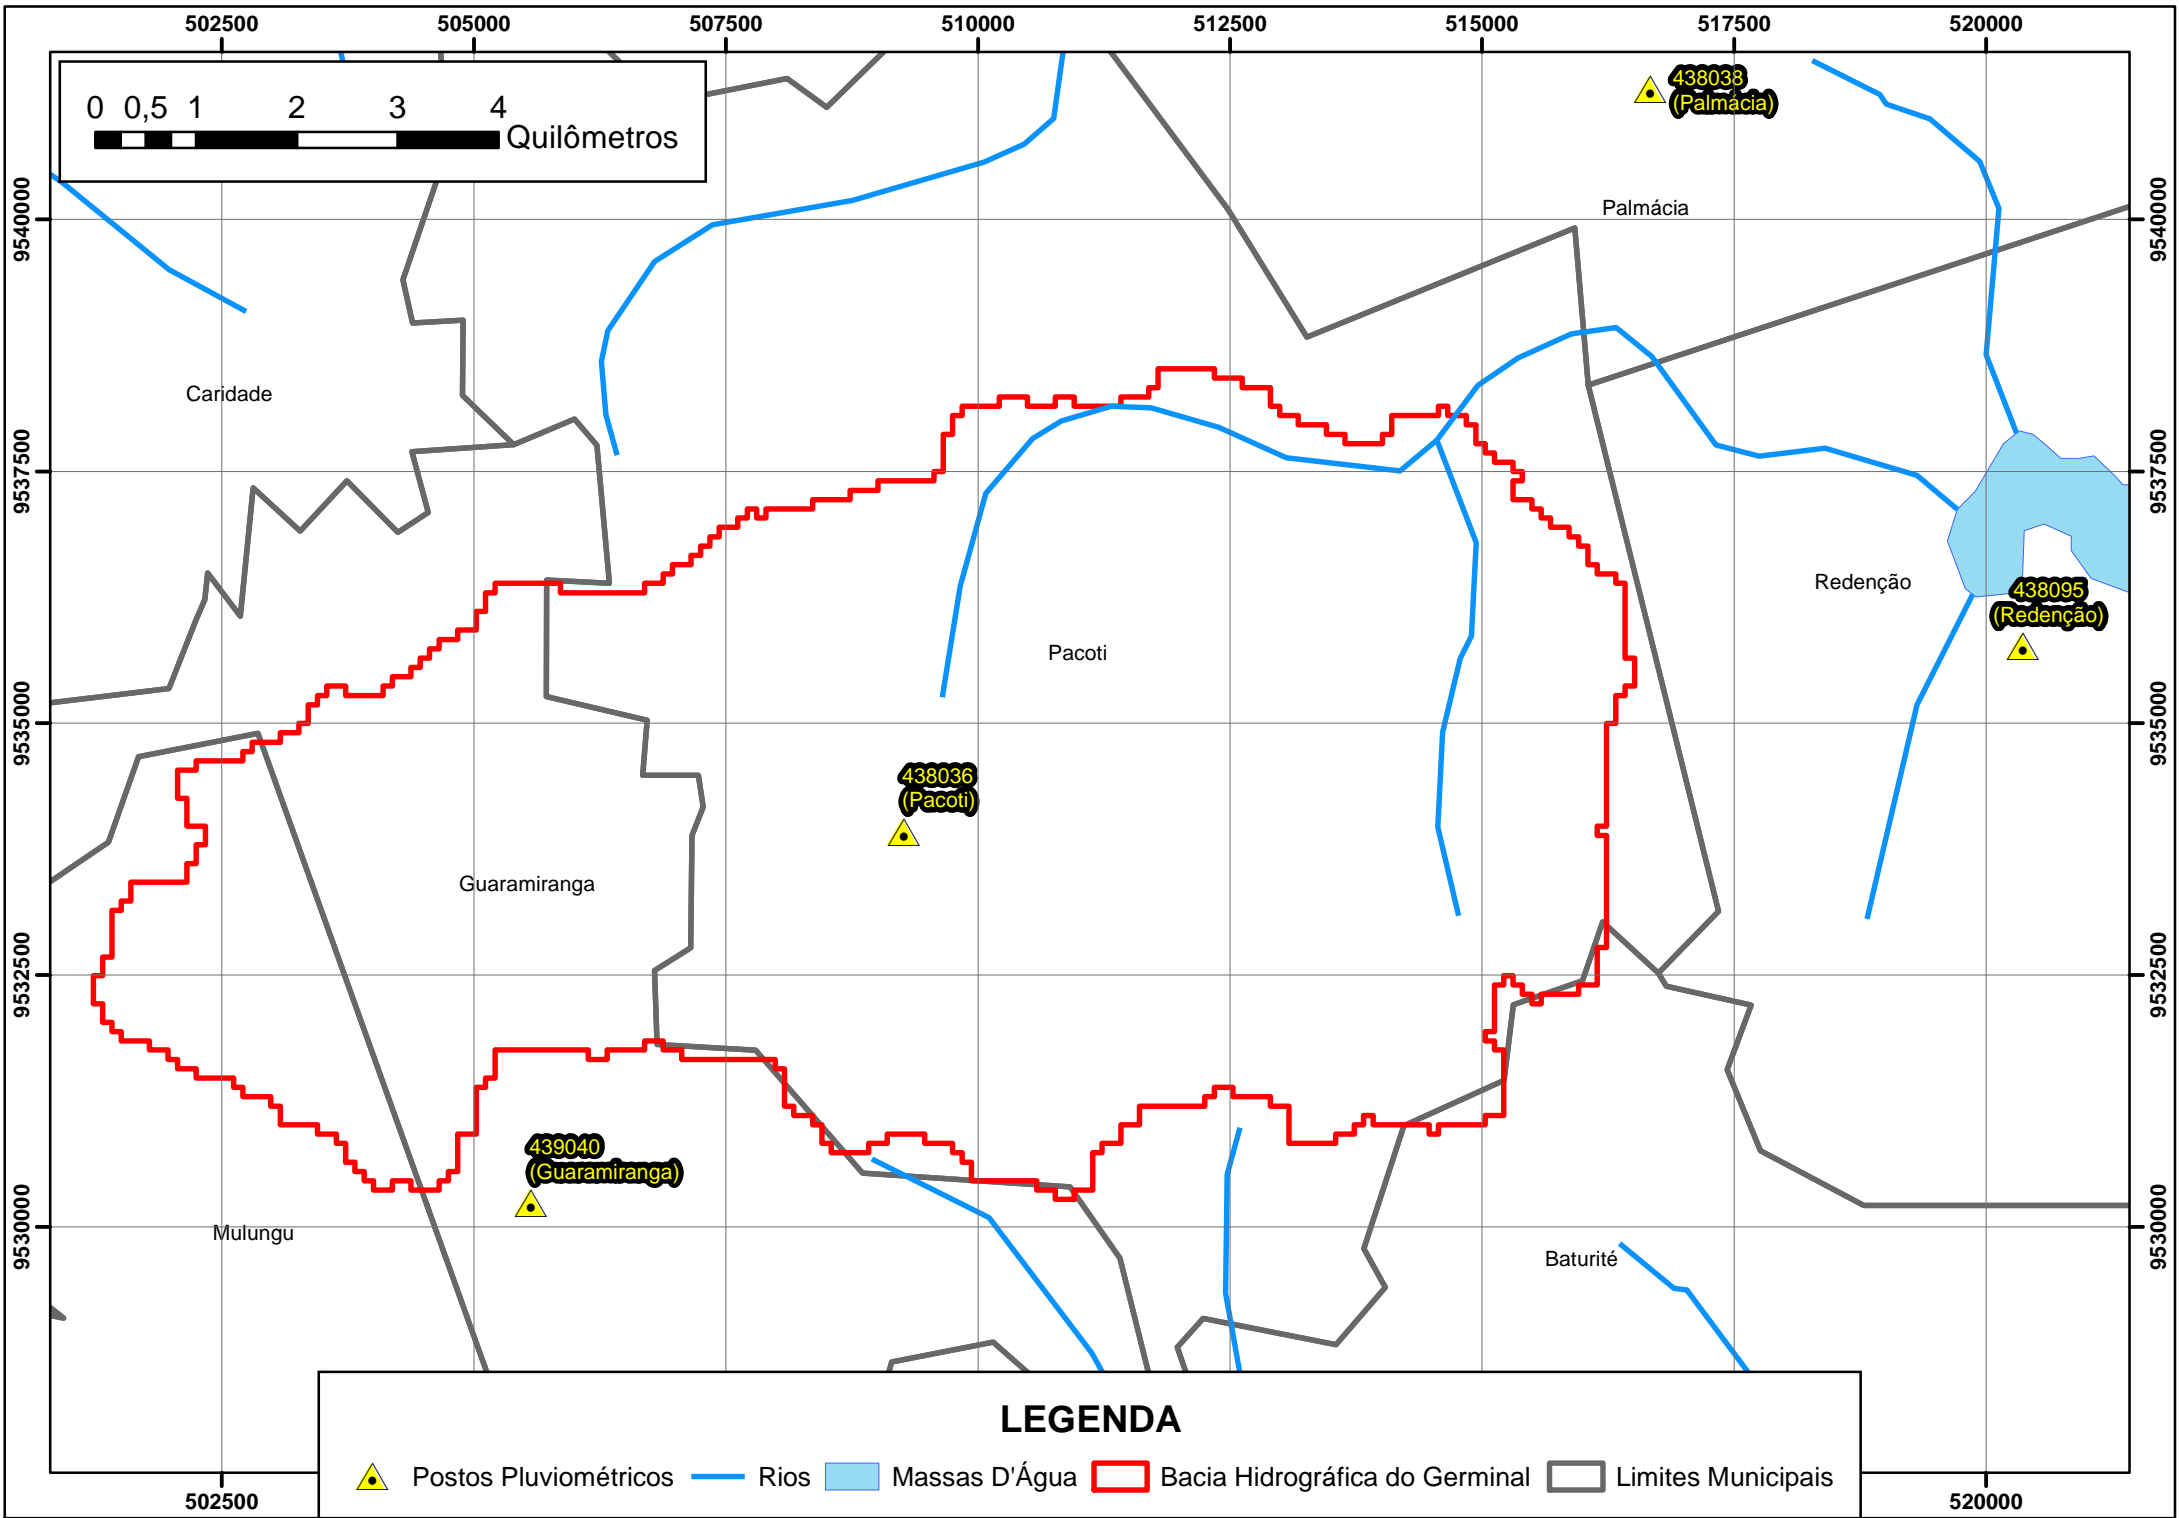 502500 505000 507500 510000 512500 515000 517500 520000
0 0,5 1 2 3 4
Quilômetros
438038
(Palmácia)
Palmácia
9540000 9540000
Caridade
9537500 9537500
Redenção
438095
(Redenção)
Pacoti
9535000 9535000
438036
(Pacoti)
Guaramiranga
9532500 9532500
439040
(Guaramiranga)
Mulungu
9530000 9530000
Baturité
LEGENDA
Postos Pluviométricos Rios Massas D'Água Bacia Hidrográfica do Germinal Limites Municipais
502500 520000